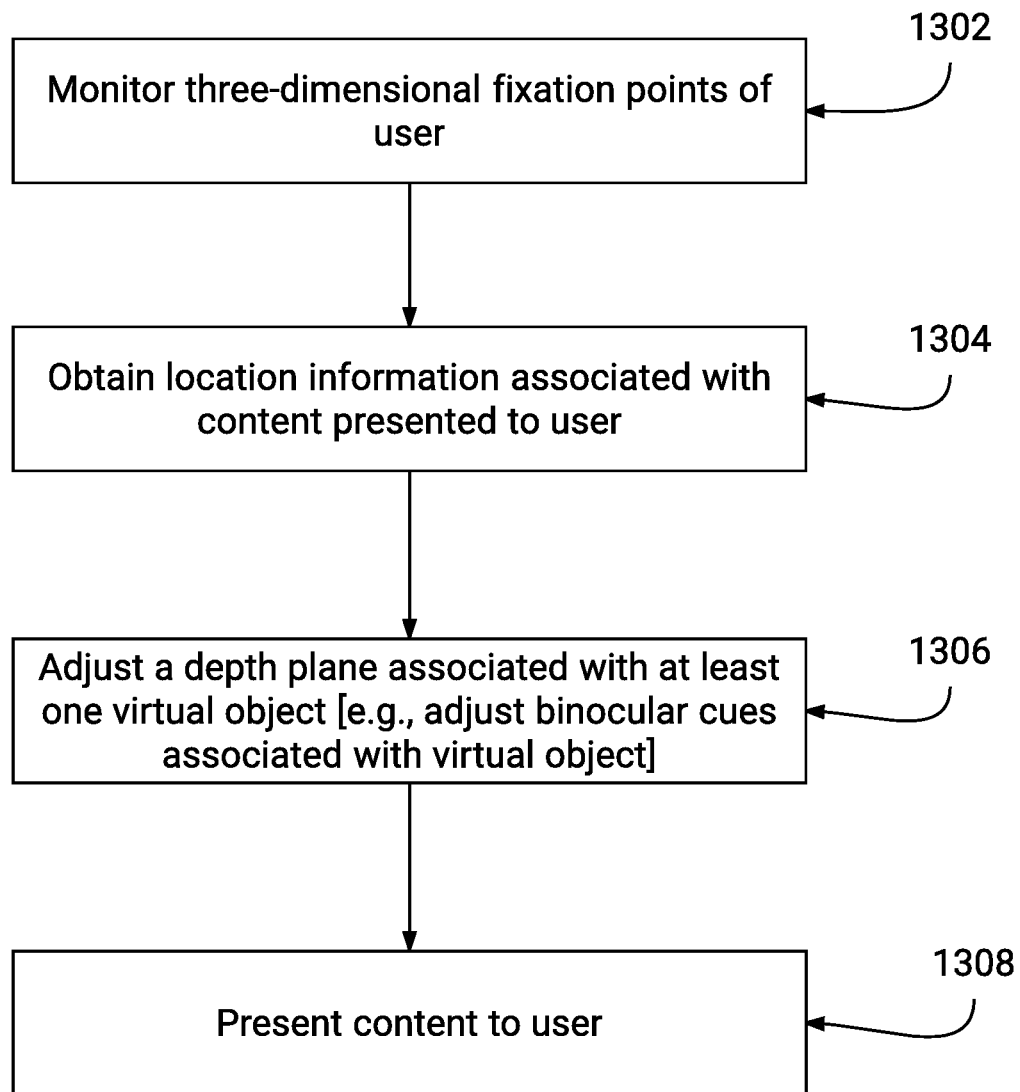 1302
Monitor three-dimensional fixation points of
user
1304
Obtain location information associated with
content presented to user
1306
Adjust a depth plane associated with at least
one virtual object [e.g., adjust binocular cues
associated with virtual object]
1308
Present content to user